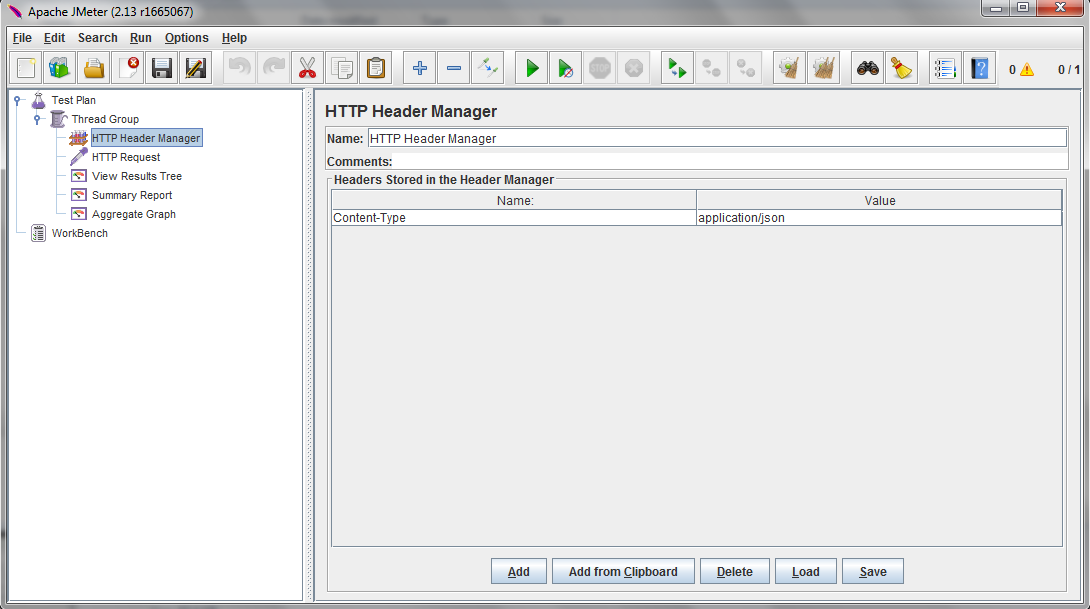 Apache JMeter (2.13 r1665067)
File Edit Search Run Options Help
STOP
0 0 / 1
Test Plan
Thread Group
HTTP Header Manager
HTTP Request
View Results Tree
Summary Report
Aggregate Graph
WorkBench
HTTP Header Manager
Name: HTTP Header Manager
Comments:
Headers Stored in the Header Manager
Name: Value
Content-Type application/json
Add Add from Clipboard Delete Load Save